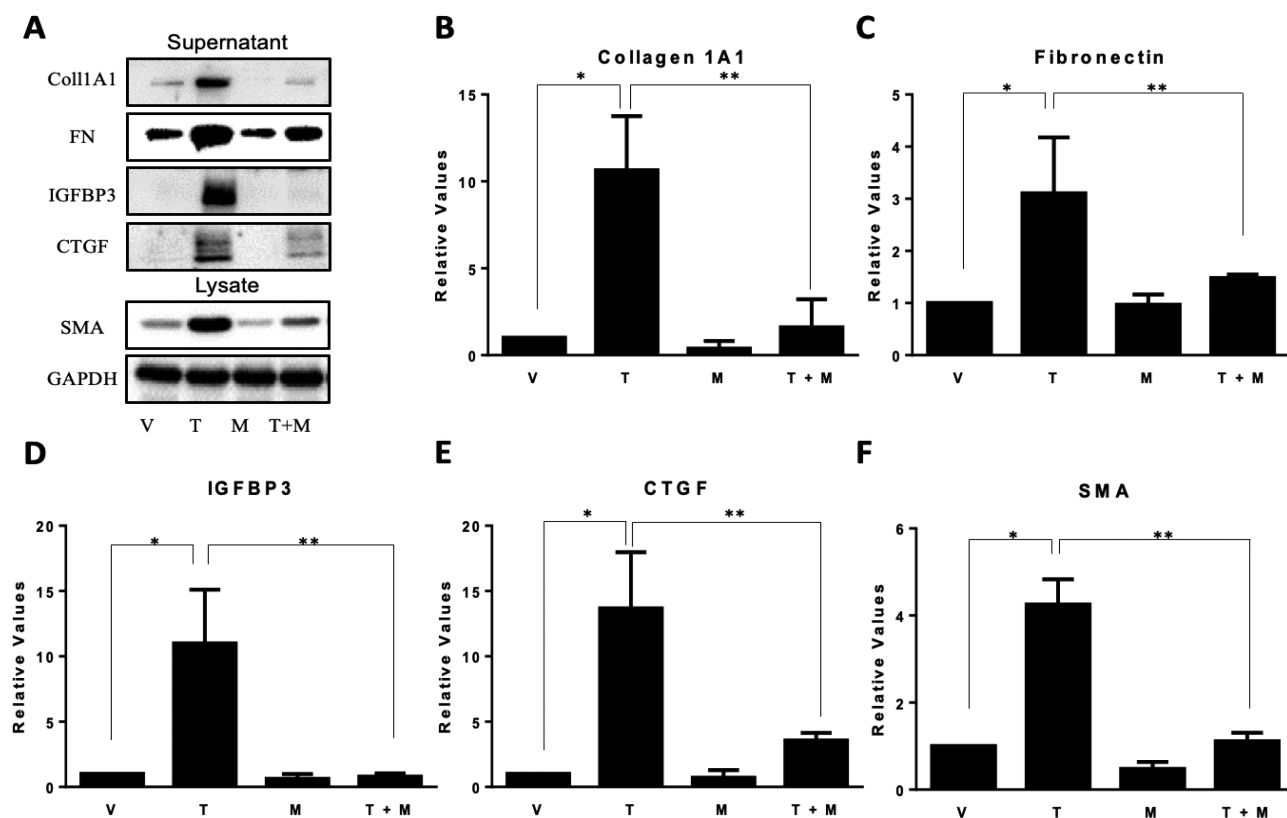 A
Supernatant
Coll1A1
FN
IGFBP3
CTGF
Lysate
SMA
GAPDH
V T M T+M
B
Collagen 1A1
* **
Relative Values
15
10
5
0
V T M T + M
C
Fibronectin
* **
Relative Values
5
4
3
2
1
0
V T M T + M
D
IGFBP3
* **
Relative Values
20
15
10
5
0
V T M T + M
E
CTGF
* **
Relative Values
20
15
10
5
0
V T M T + M
F
SMA
* **
Relative Values
6
4
2
0
V T M T + M